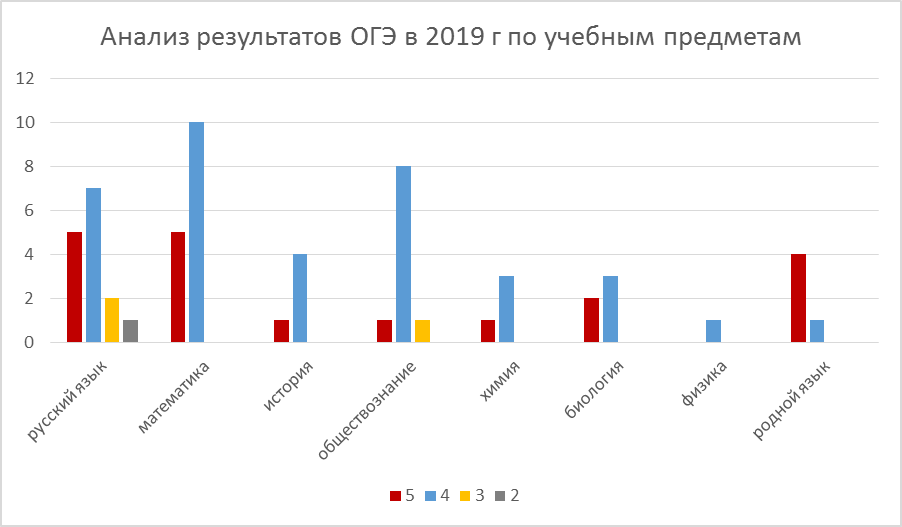 Анализ результатов ОГЭ в 2019 г по учебным предметам
12
10
8
6
4
2
0
русский язык
математика
история
обществознание
химия
биология
физика
родной язык
5 4 3 2